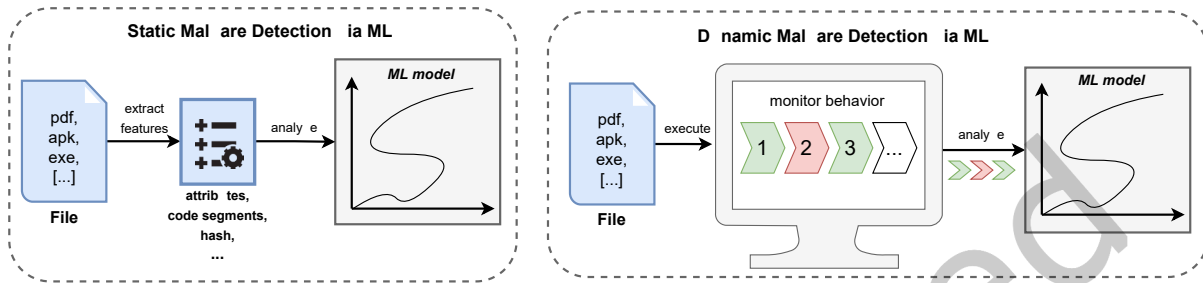 Static Mal are Detection ia ML
pdf,
apk,
exe,
[...]
File
extract
features
attrib tes,
code segments,
hash,
...
analy e
ML model
D namic Mal are Detection ia ML
pdf,
apk,
exe,
[...]
File
execute
monitor behavior
1 2 3 ...
analy e
ML model